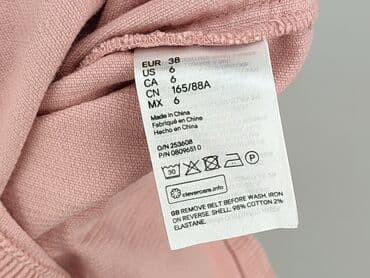 EUR 38
US 6
CA 6
CN 165/88A
MX 6
Made in China
Fabriqué en China
Hecho en China
O/N 253608
P/N 0809651 0
30
P
clevercare.info
GB REMOVE BELT BEFORE WASH. IRON
ON REVERSE. SHELL: 98% COTTON 2%
ELASTANE.